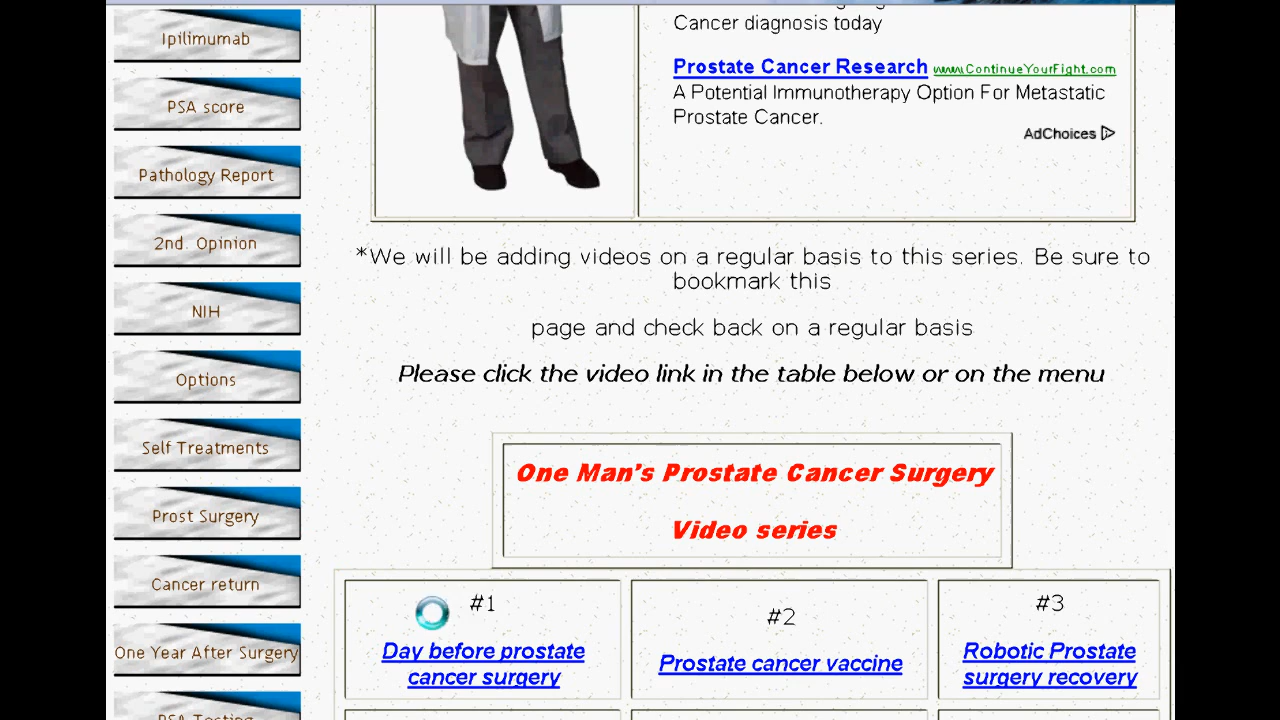 Ipilimumab
PSA score
Pathology Report
2nd. Opinion
NIH
Options
Self Treatments
Prost Surgery
Cancer return
One Year After Surgery
PSA Testing
Cancer diagnosis today
Prostate Cancer Research www.ContinueYourFight.com
A Potential Immunotherapy Option For Metastatic
Prostate Cancer.
AdChoices
*We will be adding videos on a regular basis to this series. Be sure to
bookmark this
page and check back on a regular basis
Please click the video link in the table below or on the menu
One Man's Prostate Cancer Surgery
Video series
#1
Day before prostate
cancer surgery
#2
Prostate cancer vaccine
#3
Robotic Prostate
surgery recovery